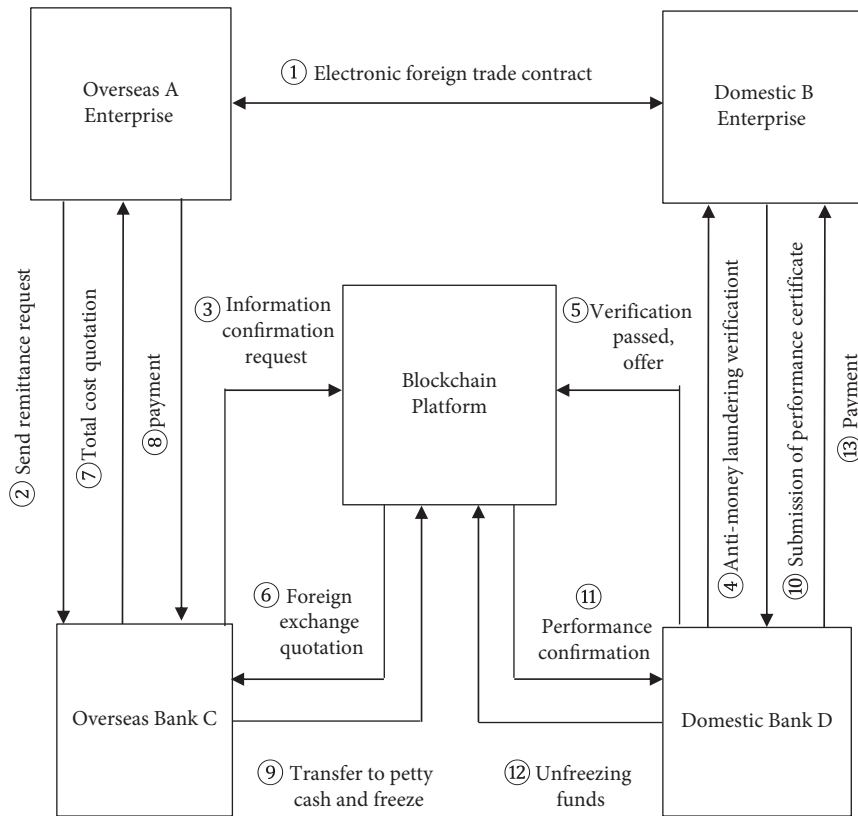 Overseas A
Enterprise
① Electronic foreign trade contract
Domestic B
Enterprise
② Send remittance request
⑦ Total cost quotation
⑧ payment
③ Information
confirmation
request
Blockchain
Platform
⑤ Verification
passed,
offer
④ Anti-money laundering verificationt
⑩ Submission of performance certificate
⑬ Payment
⑥ Foreign
exchange
quotation
⑪
Performance
confirmation
Overseas Bank C
Domestic Bank D
⑨ Transfer to petty
cash and freeze
⑫ Unfreezing
funds